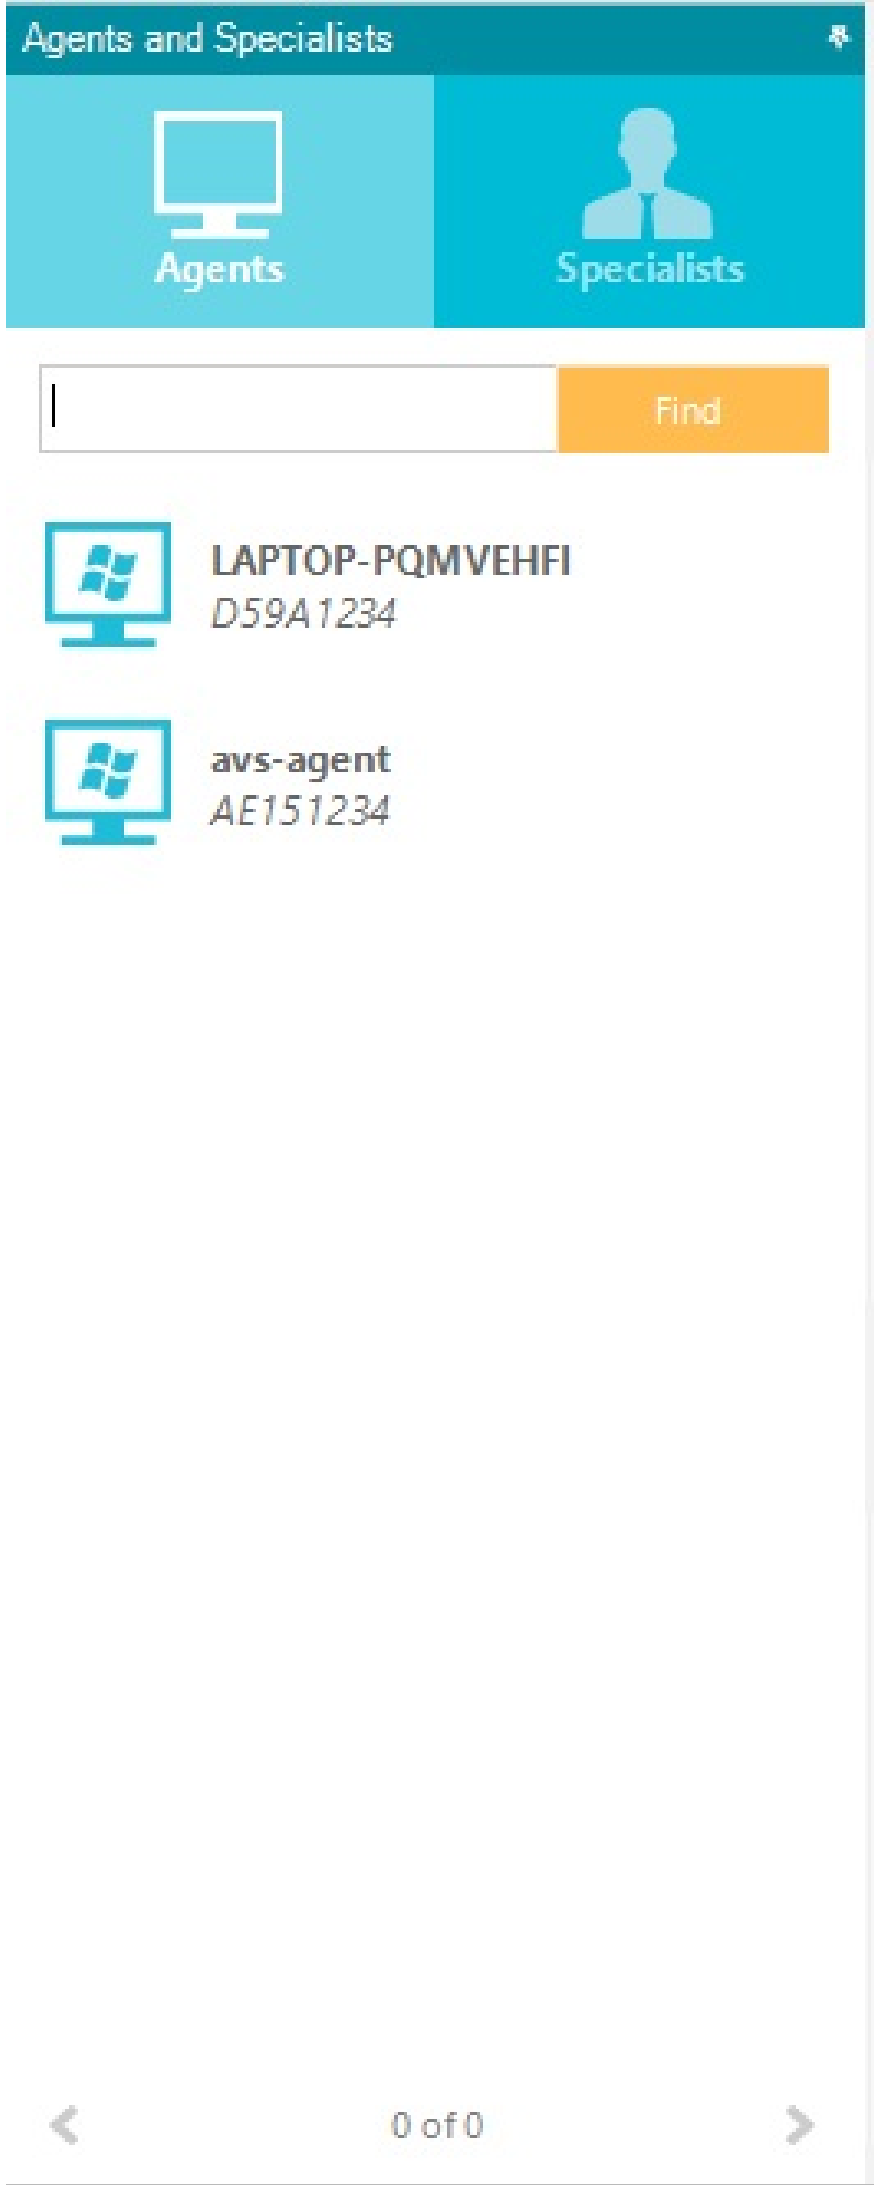 Agents and Specialists
Agents
Specialists
Find
LAPTOP-PQMVEHFI
D59A1234
avs-agent
AE151234
0 of 0